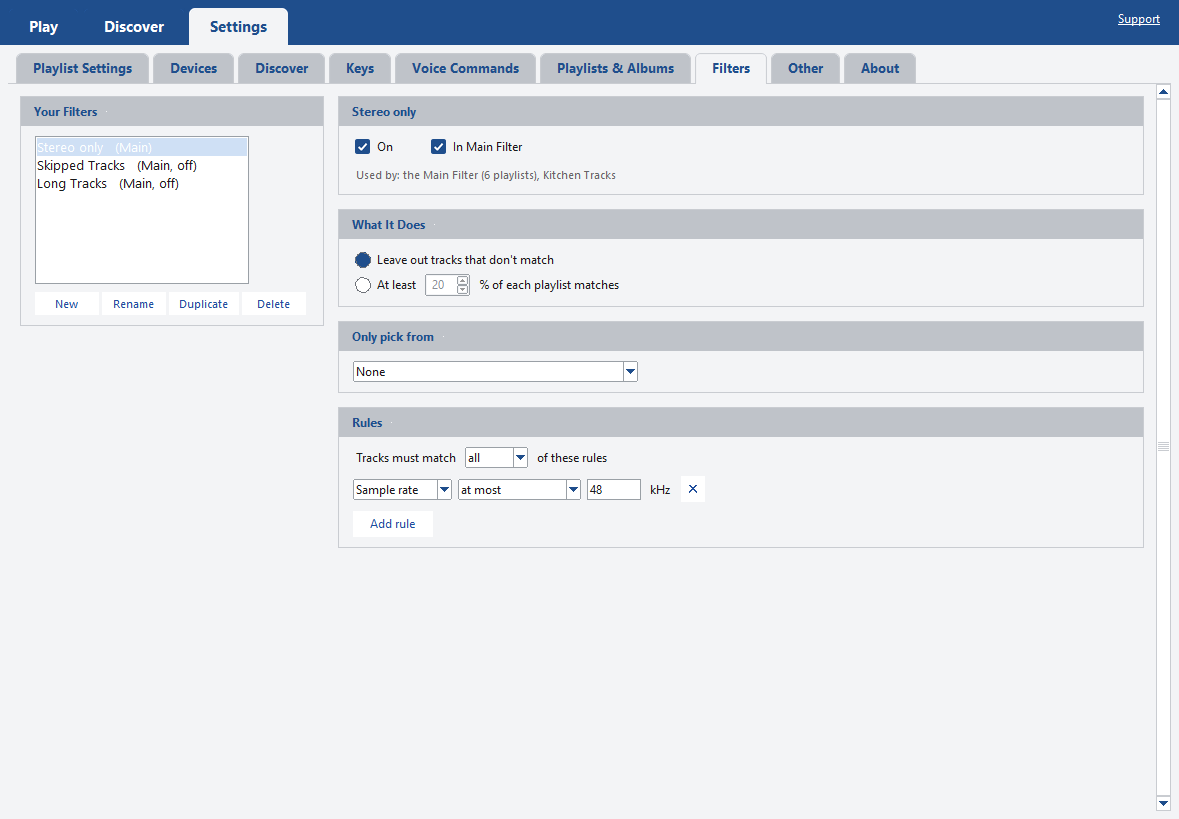 Play Discover Settings Support
Playlist Settings Devices Discover Keys Voice Commands Playlists & Albums Filters Other About
Your Filters
Stereo only (Main)
Skipped Tracks (Main, off)
Long Tracks (Main, off)
New Rename Duplicate Delete
Stereo only
On In Main Filter
Used by: the Main Filter (6 playlists), Kitchen Tracks
What It Does
Leave out tracks that don't match
At least 20 % of each playlist matches
Only pick from
None
Rules
Tracks must match all of these rules
Sample rate at most 48 kHz ✕
Add rule